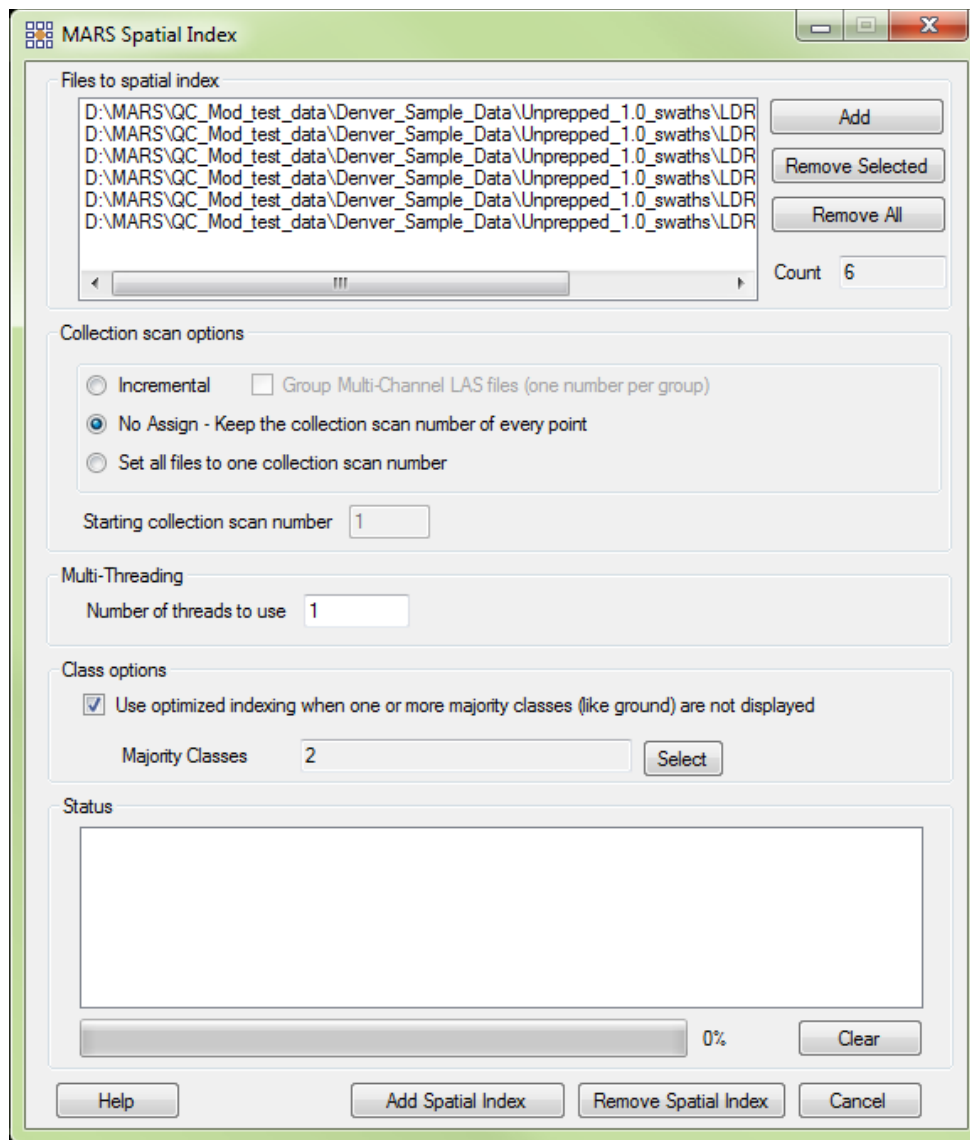 MARS Spatial Index
Files to spatial index
D:\MARS\QC_Mod_test_data\Denver_Sample_Data\Unprepped_1.0_swaths\LDR
D:\MARS\QC_Mod_test_data\Denver_Sample_Data\Unprepped_1.0_swaths\LDR
D:\MARS\QC_Mod_test_data\Denver_Sample_Data\Unprepped_1.0_swaths\LDR
D:\MARS\QC_Mod_test_data\Denver_Sample_Data\Unprepped_1.0_swaths\LDR
D:\MARS\QC_Mod_test_data\Denver_Sample_Data\Unprepped_1.0_swaths\LDR
D:\MARS\QC_Mod_test_data\Denver_Sample_Data\Unprepped_1.0_swaths\LDR
Add
Remove Selected
Remove All
Count 6
Collection scan options
Incremental Group Multi-Channel LAS files (one number per group)
No Assign - Keep the collection scan number of every point
Set all files to one collection scan number
Starting collection scan number 1
Multi-Threading
Number of threads to use 1
Class options
Use optimized indexing when one or more majority classes (like ground) are not displayed
Majority Classes 2 Select
Status
0% Clear
Help Add Spatial Index Remove Spatial Index Cancel